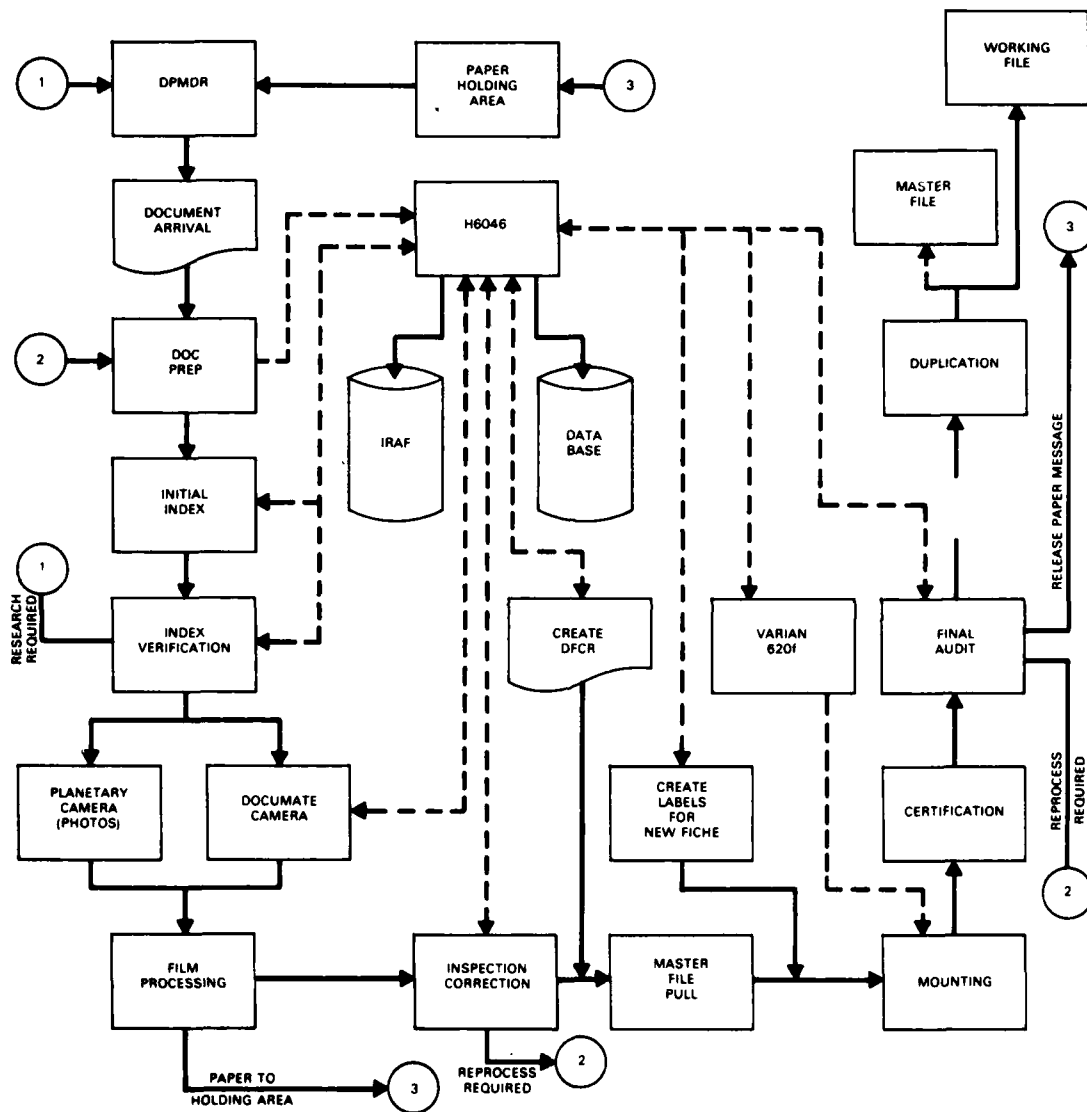 WORKING
FILE
1
DPMDR
PAPER
HOLDING
AREA
3
MASTER
FILE
DOCUMENT
ARRIVAL
H6046
3
2
DOC
PREP
DUPLICATION
IRAF
DATA
BASE
RELEASE PAPER MESSAGE
INITIAL
INDEX
1
RESEARCH
REQUIRED
INDEX
VERIFICATION
CREATE
DFCR
VARIAN
620f
FINAL
AUDIT
PLANETARY
CAMERA
(PHOTOS)
DOCUMATE
CAMERA
CREATE
LABELS
FOR
NEW FICHE
CERTIFICATION
REPROCESS
REQUIRED
2
FILM
PROCESSING
INSPECTION
CORRECTION
MASTER
FILE
PULL
MOUNTING
PAPER TO
HOLDING AREA
3
REPROCESS
REQUIRED
2